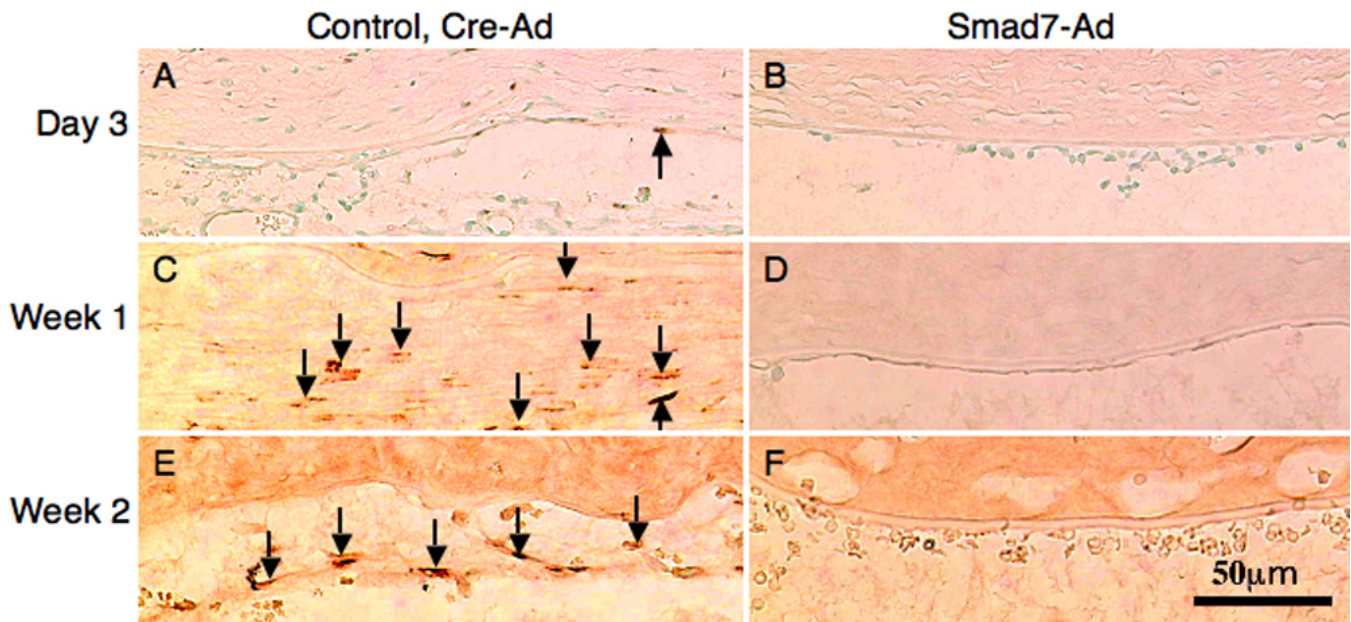 Control, Cre-Ad Smad7-Ad
A B
Day 3
C D
Week 1
E F
Week 2
50μm